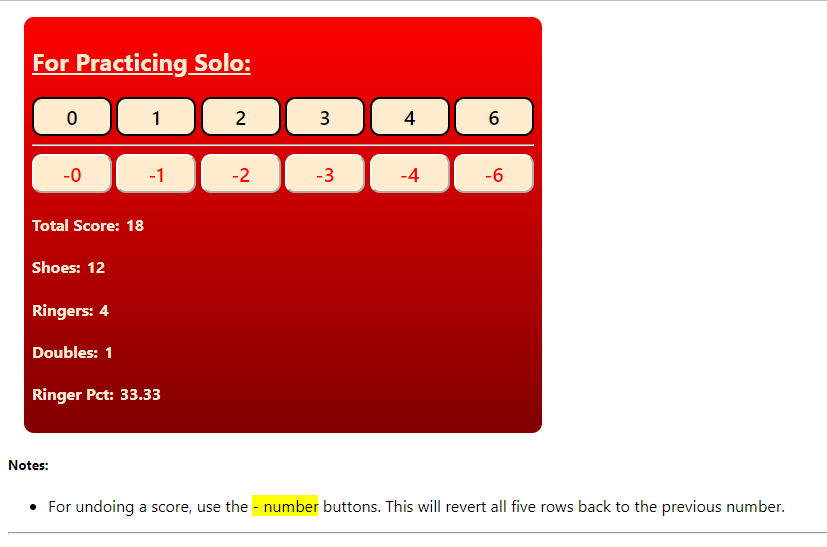 For Practicing Solo:
0 1 2 3 4 6
-0 -1 -2 -3 -4 -6
Total Score: 18
Shoes: 12
Ringers: 4
Doubles: 1
Ringer Pct: 33.33
Notes:
• For undoing a score, use the - number buttons. This will revert all five rows back to the previous number.